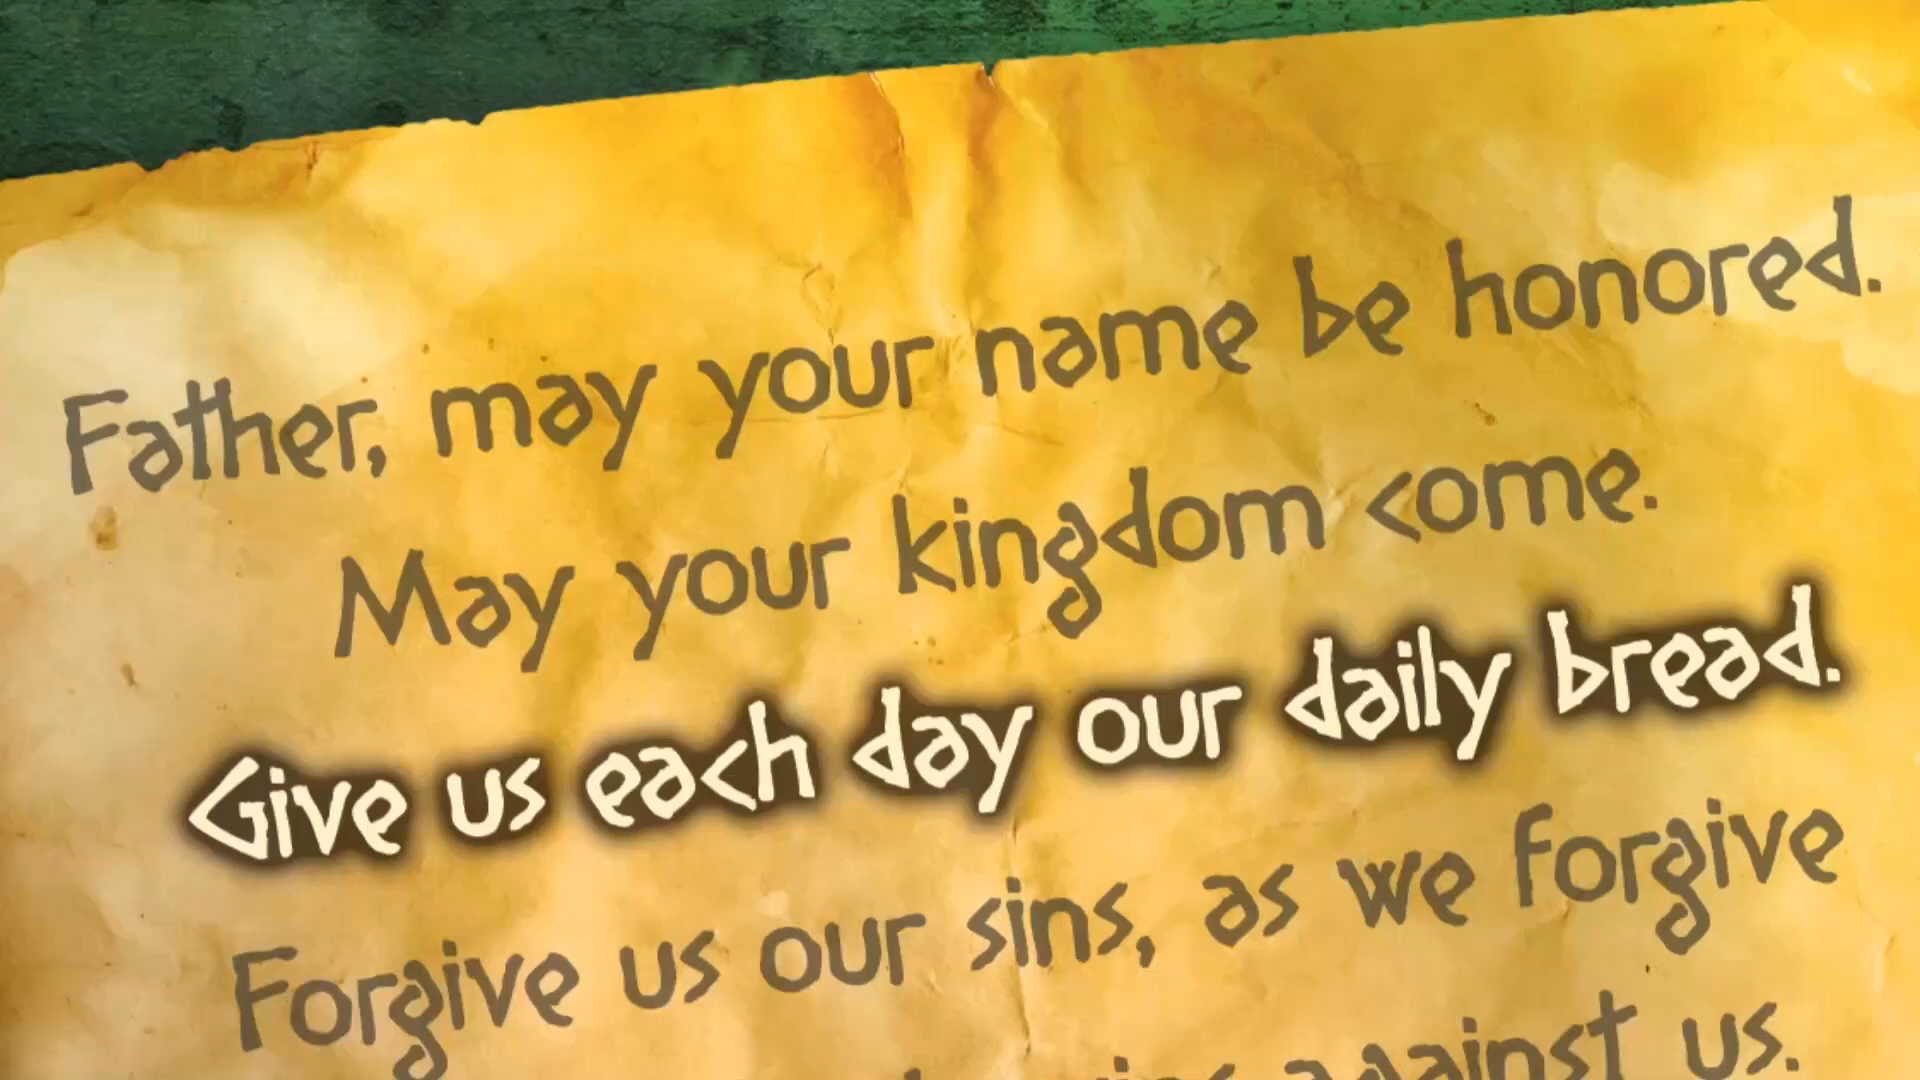 Father, may your name be honored.
May your kingdom come.
Give us each day our daily bread.
Forgive us our sins, as we forgive
against us.